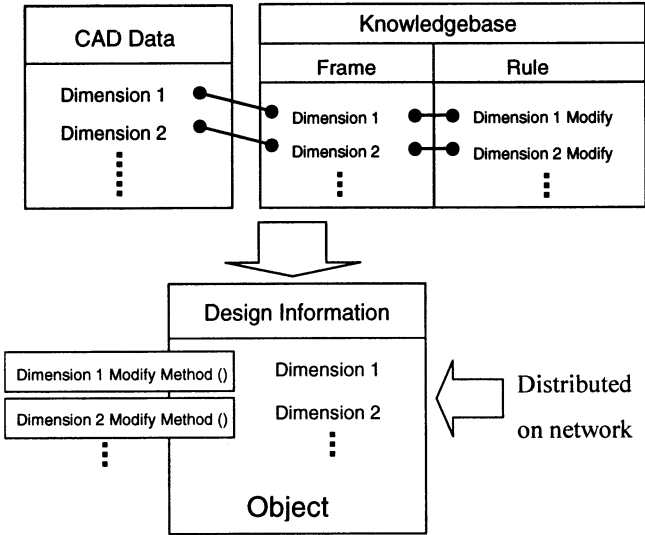 CAD Data
Dimension 1
Dimension 2
Knowledgebase
Frame
Rule
Dimension 1
Dimension 1 Modify
Dimension 2
Dimension 2 Modify
Design Information
Dimension 1 Modify Method ()
Dimension 1
Dimension 2 Modify Method ()
Dimension 2
Object
Distributed
on network